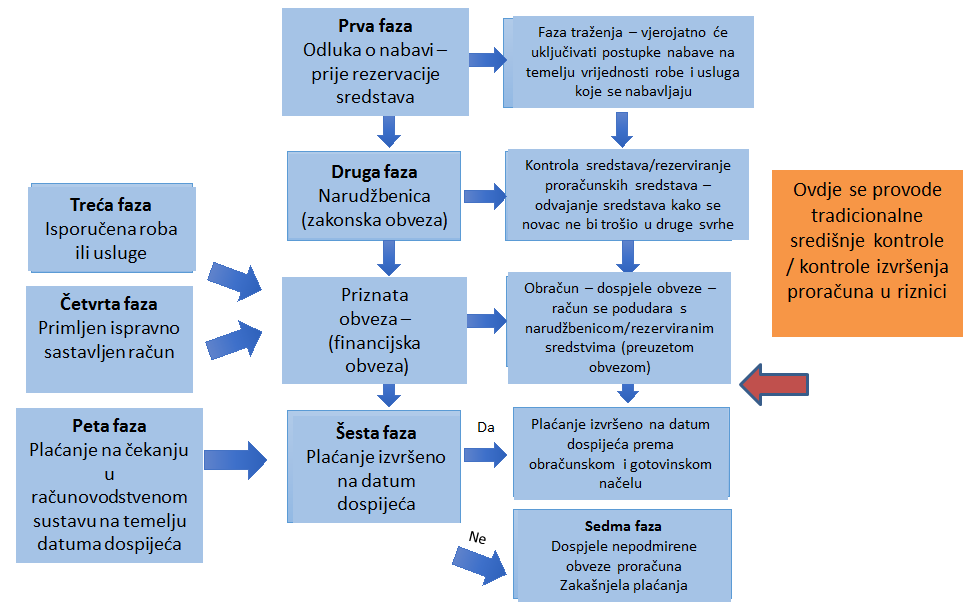 Prva faza
Odluka o nabavi –
prije rezervacije
sredstava
Faza traženja – vjerojatno će
uključivati postupke nabave na
temelju vrijednosti robe i usluga
koje se nabavljaju
Druga faza
Narudžbenica
(zakonska obveza)
Kontrola sredstava/rezerviranje
proračunskih sredstava –
odvajanje sredstava kako se
novac ne bi trošio u druge svrhe
Ovdje se provode
tradicionalne
središnje kontrole
/ kontrole izvršenja
proračuna u riznici
Treća faza
Isporučena roba
ili usluge
Četvrta faza
Primljen ispravno
sastavljen račun
Priznata
obveza –
(financijska
obveza)
Obračun – dospjele obveze –
račun se podudara s
narudžbenicom/rezerviranim
sredstvima (preuzetom
obvezom)
Peta faza
Plaćanje na čekanju
u
računovodstvenom
sustavu na temelju
datuma dospijeća
Šesta faza
Plaćanje izvršeno
na datum
dospijeća
Da
Plaćanje izvršeno na datum
dospijeća prema
obračunskom i gotovinskom
načelu
Ne
Sedma faza
Dospjele nepodmirene
obveze proračuna
Zakašnjela plaćanja